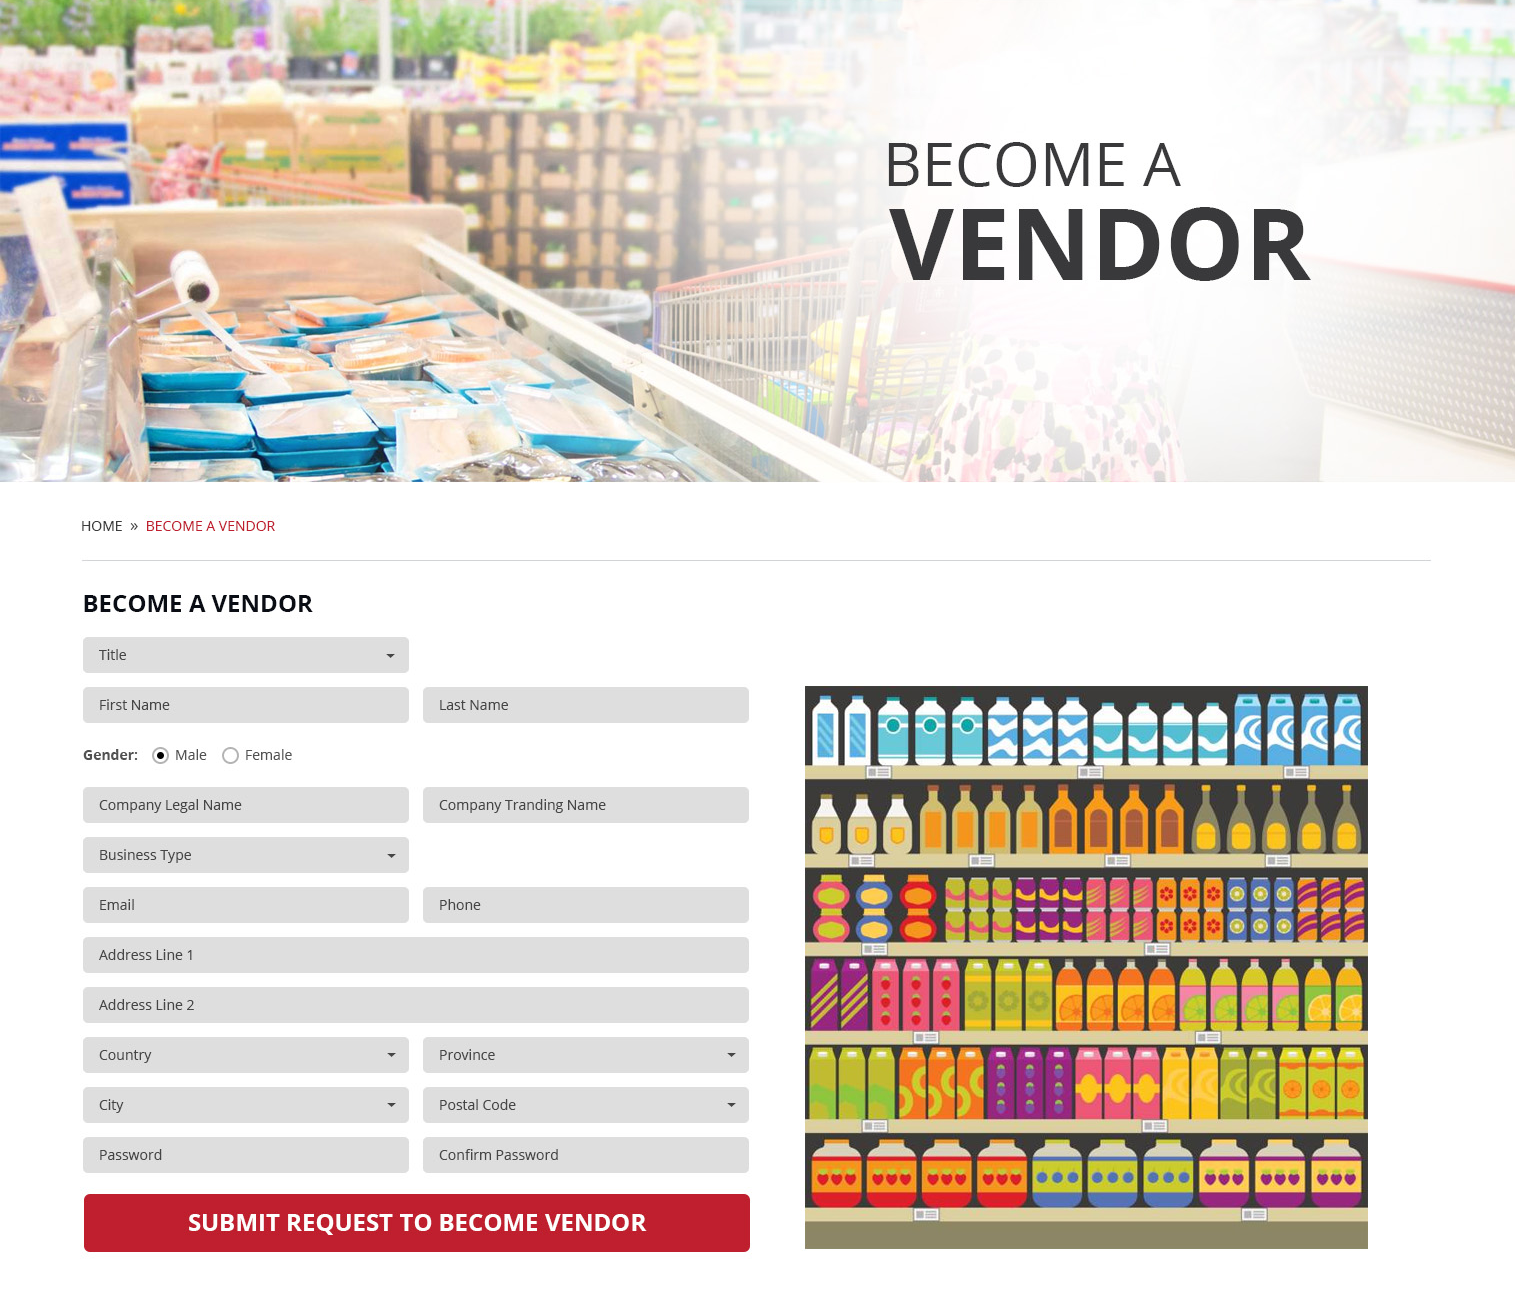 BECOME A
VENDOR
HOME » BECOME A VENDOR
BECOME A VENDOR
Title
First Name
Last Name
Gender: Male Female
Company Legal Name
Company Tranding Name
Business Type
Email
Phone
Address Line 1
Address Line 2
Country
Province
City
Postal Code
Password
Confirm Password
SUBMIT REQUEST TO BECOME VENDOR